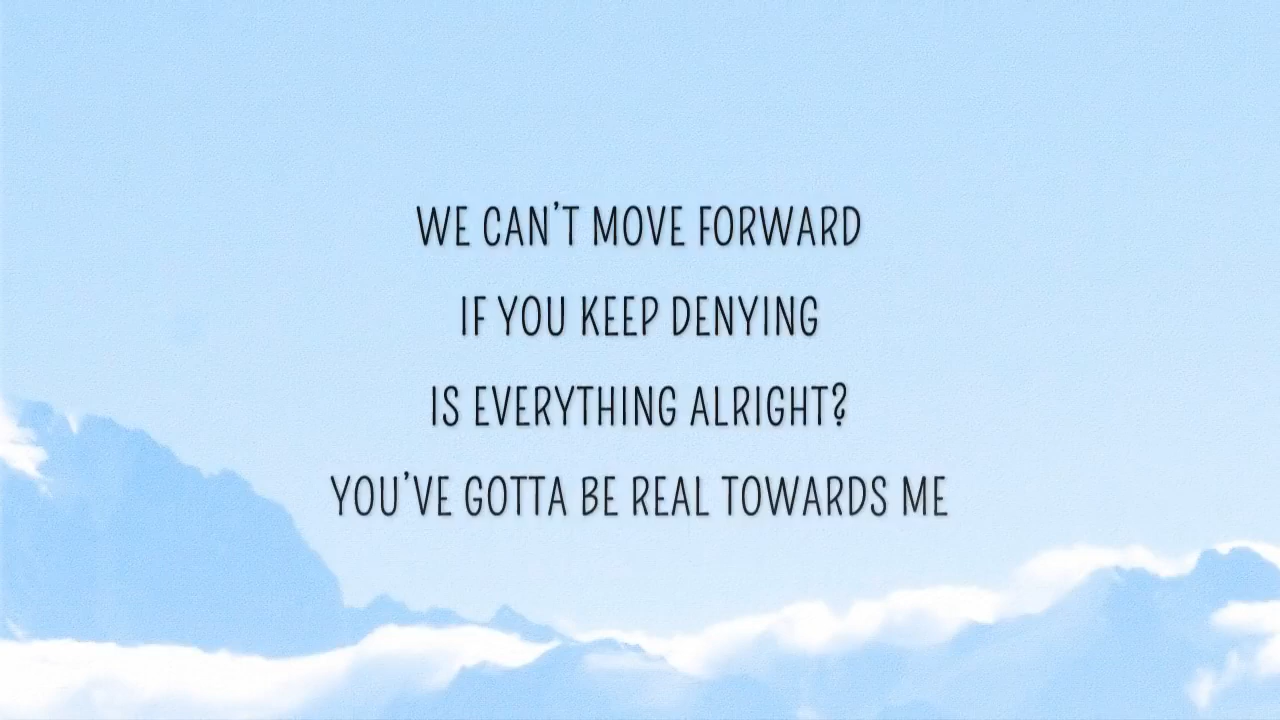 WE CAN'T MOVE FORWARD
IF YOU KEEP DENYING
IS EVERYTHING ALRIGHT?
YOU'VE GOTTA BE REAL TOWARDS ME